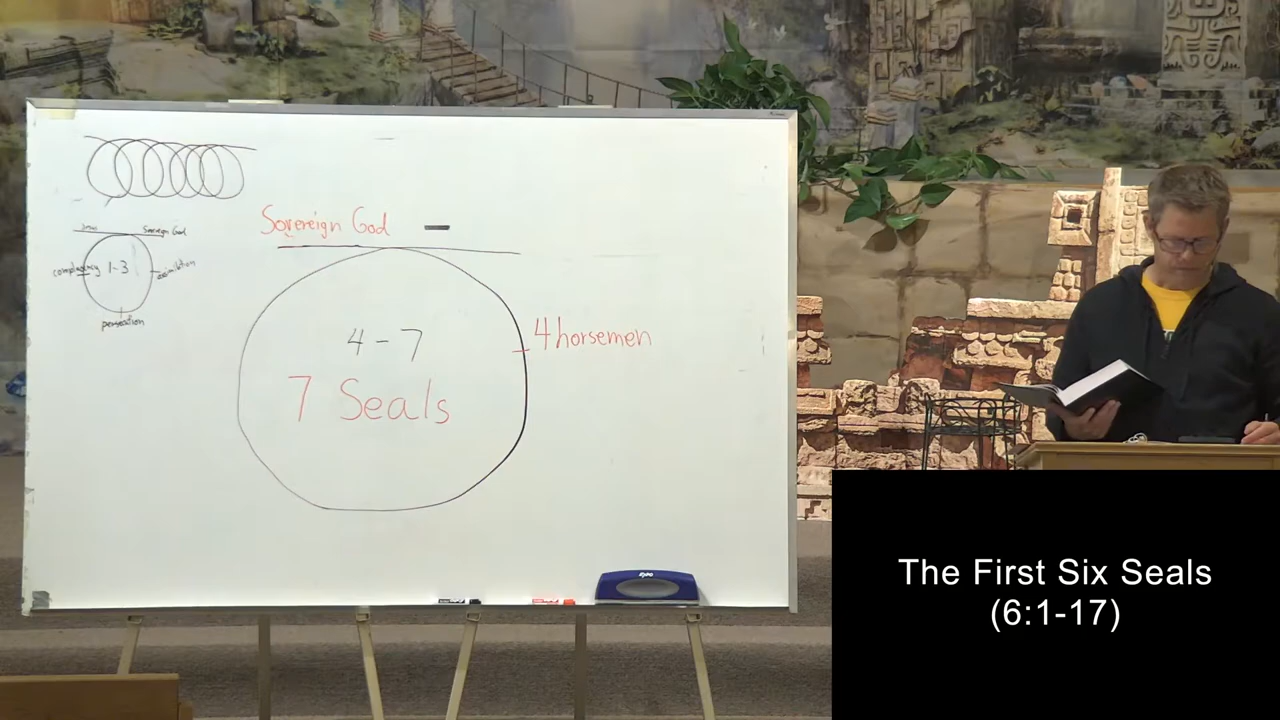 Sovereign God
Sovereign God
complacency 1-3 assimilation
persecution
4-7
7 Seals
4 horsemen
EXPO
The First Six Seals
(6:1-17)